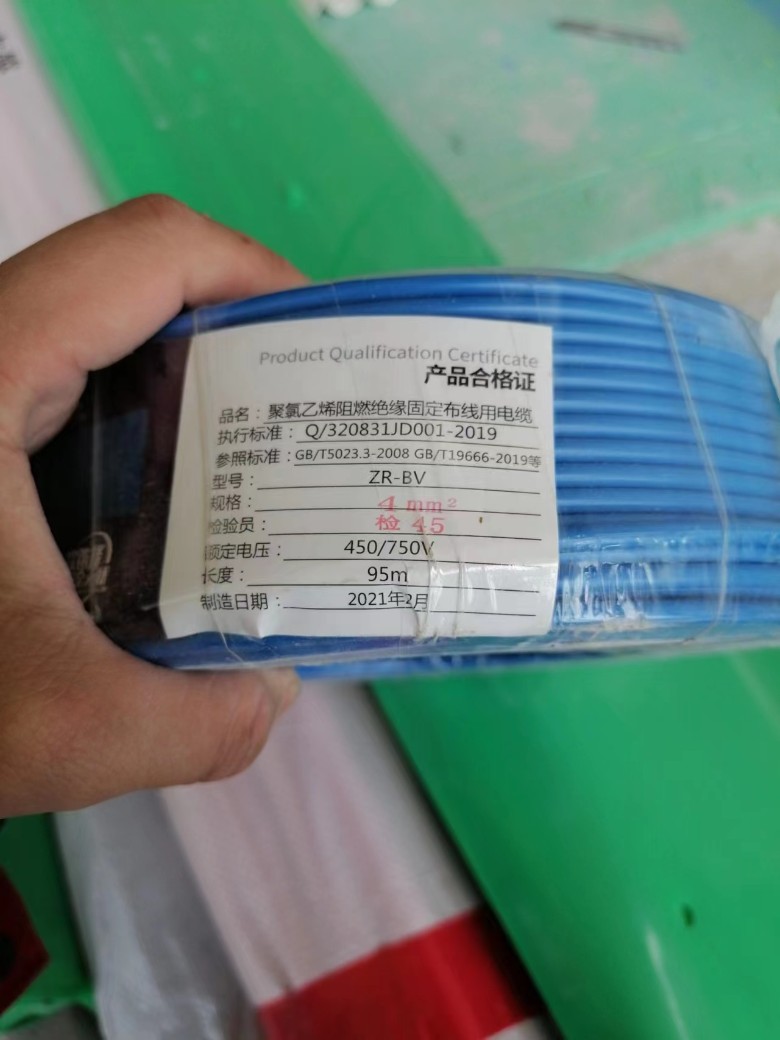 Product Qualification Certificate
产品合格证
品名：聚氯乙烯阻燃绝缘固定布线用电缆
执行标准：Q/320831JD001-2019
参照标准：GB/T5023.3-2008 GB/T19666-2019等
型号：ZR-BV
规格：4 mm²
检验员：检 45
额定电压：450/750V
长度：95m
制造日期：2021年2月